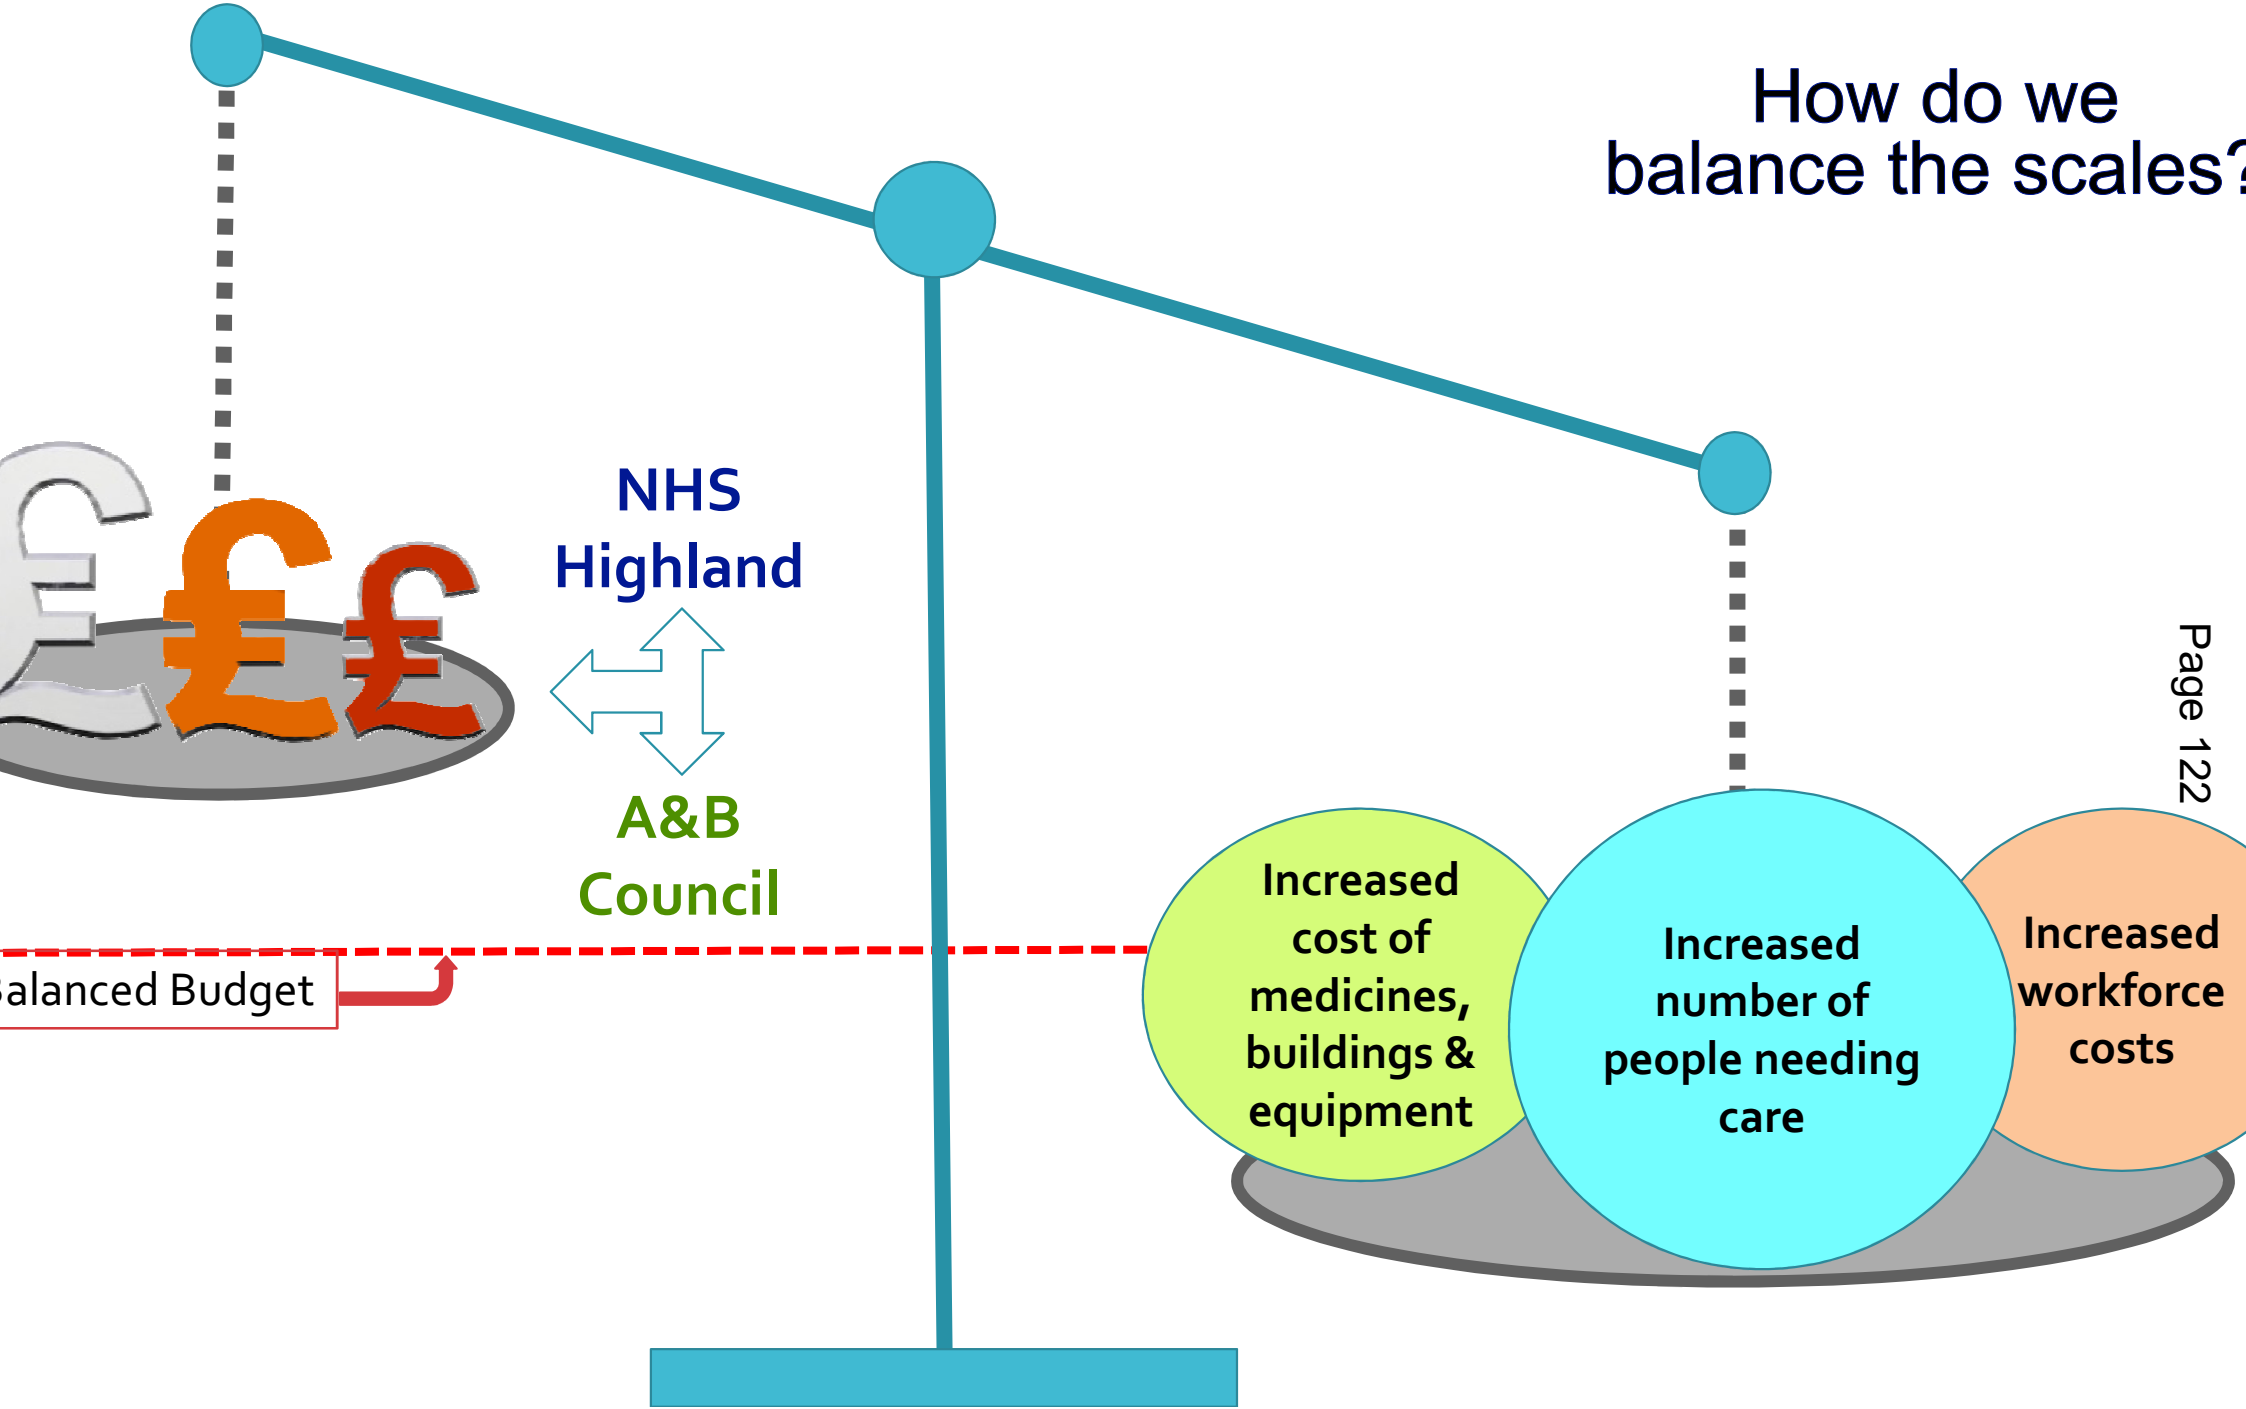 How do we
balance the scales?
NHS
Highland
A&B
Council
Balanced Budget
Increased
cost of
medicines,
buildings &
equipment
Increased
number of
people needing
care
Increased
workforce
costs
Page 122